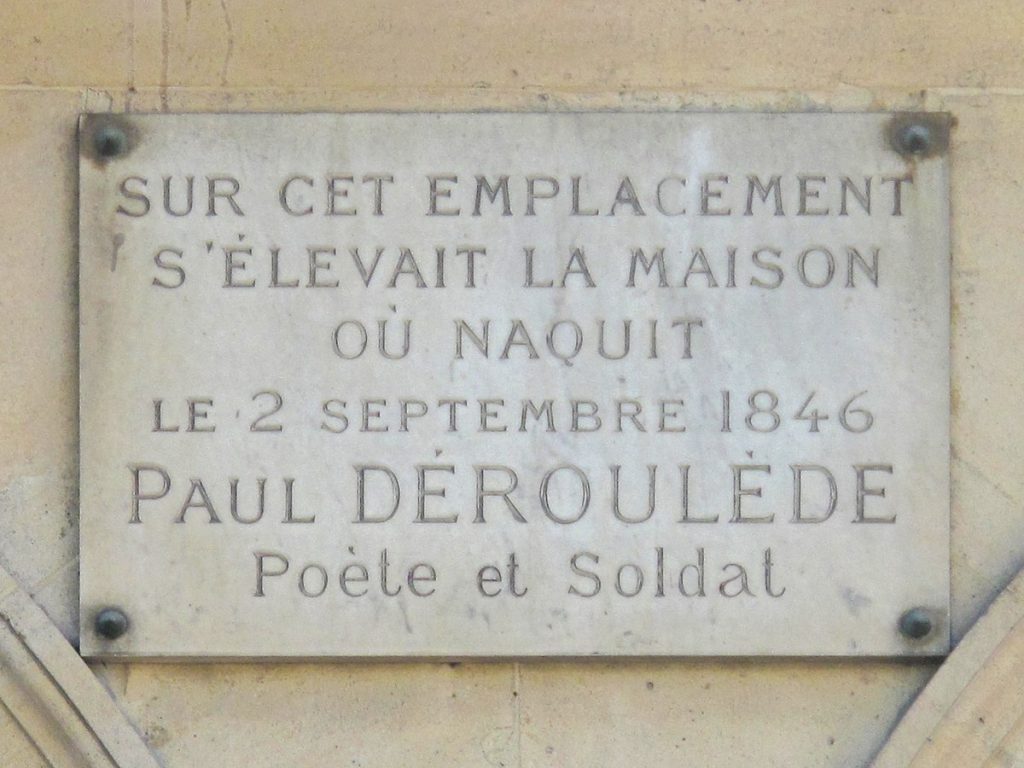 SUR CET EMPLACEMENT
S'ÉLEVAIT LA MAISON
OÙ NAQUIT
LE 2 SEPTEMBRE 1846
PAUL DÉROULÈDE
Poète et Soldat